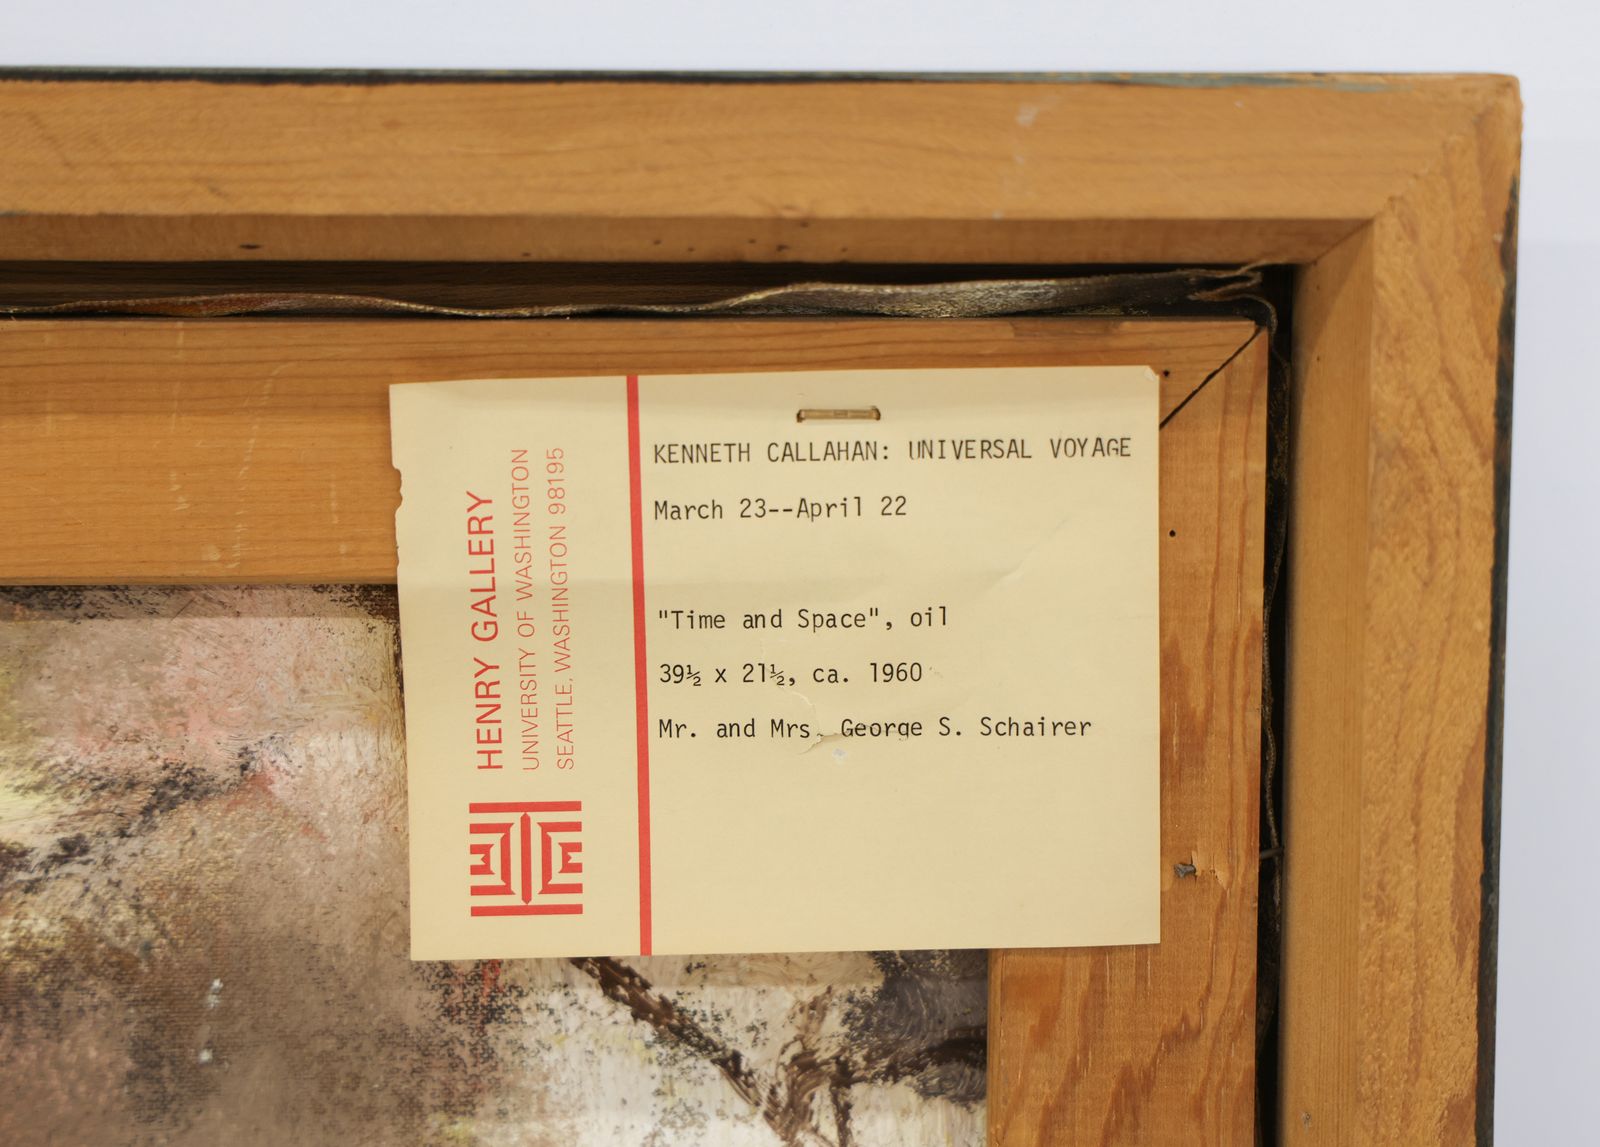 HENRY GALLERY
UNIVERSITY OF WASHINGTON
SEATTLE, WASHINGTON 98195
KENNETH CALLAHAN: UNIVERSAL VOYAGE
March 23--April 22
"Time and Space", oil
39½ x 21½, ca. 1960
Mr. and Mrs. George S. Schairer